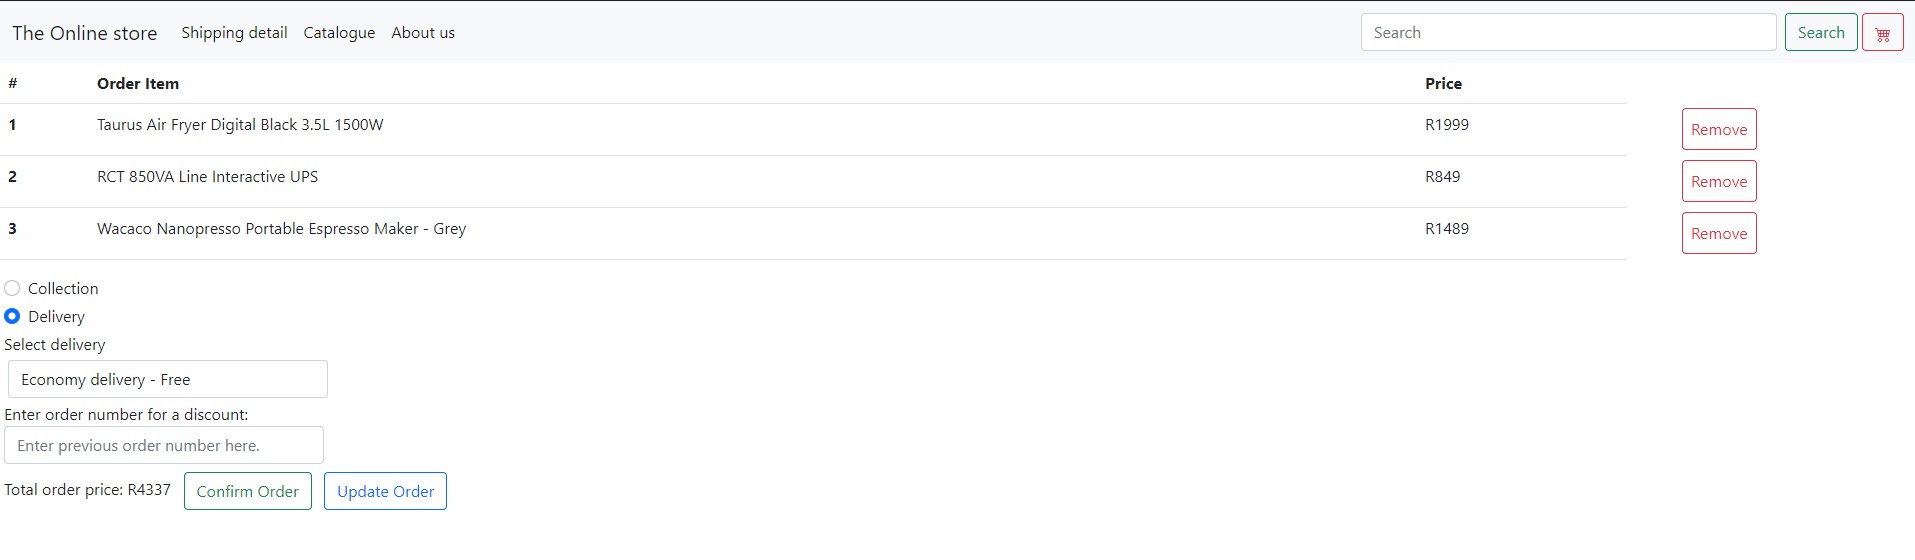 The Online store Shipping detail Catalogue About us Search Search
# Order Item Price
1 Taurus Air Fryer Digital Black 3.5L 1500W R1999 Remove
2 RCT 850VA Line Interactive UPS R849 Remove
3 Wacaco Nanopresso Portable Espresso Maker - Grey R1489 Remove
Collection
Delivery
Select delivery
Economy delivery - Free
Enter order number for a discount:
Enter previous order number here.
Total order price: R4337 Confirm Order Update Order